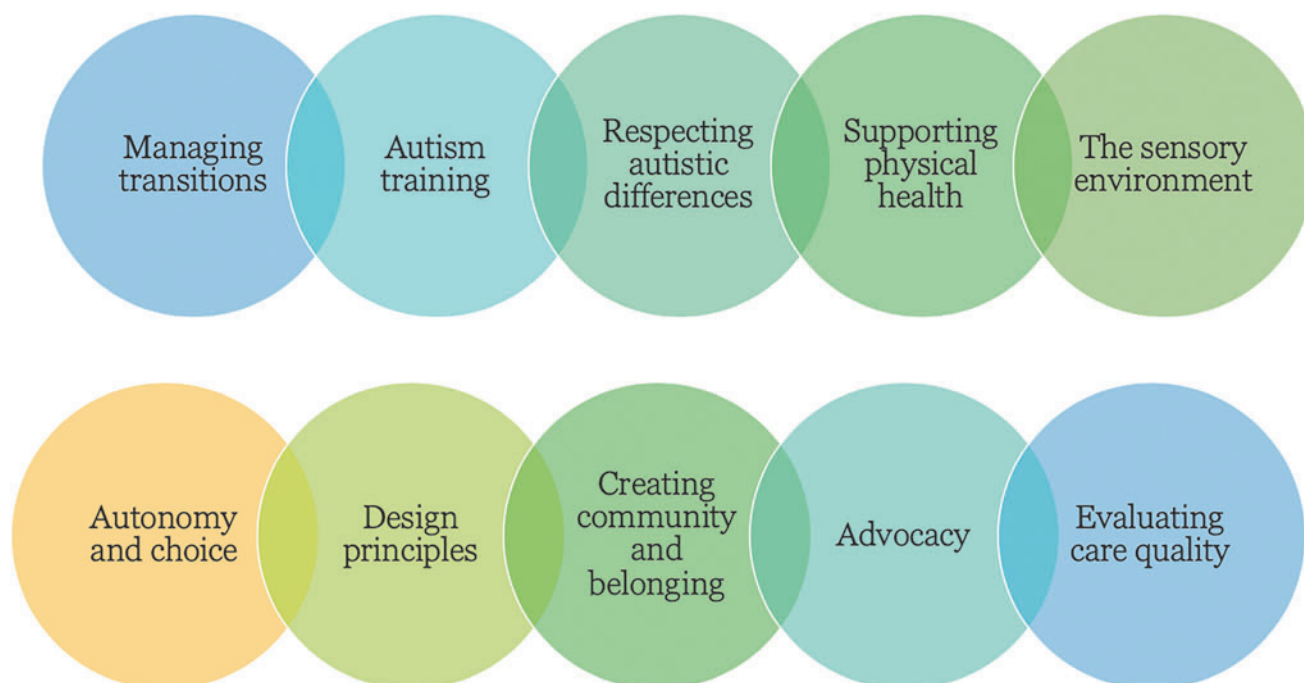 Managing
transitions
Autism
training
Respecting
autistic
differences
Supporting
physical
health
The sensory
environment
Autonomy
and choice
Design
principles
Creating
community
and
belonging
Advocacy
Evaluating
care quality